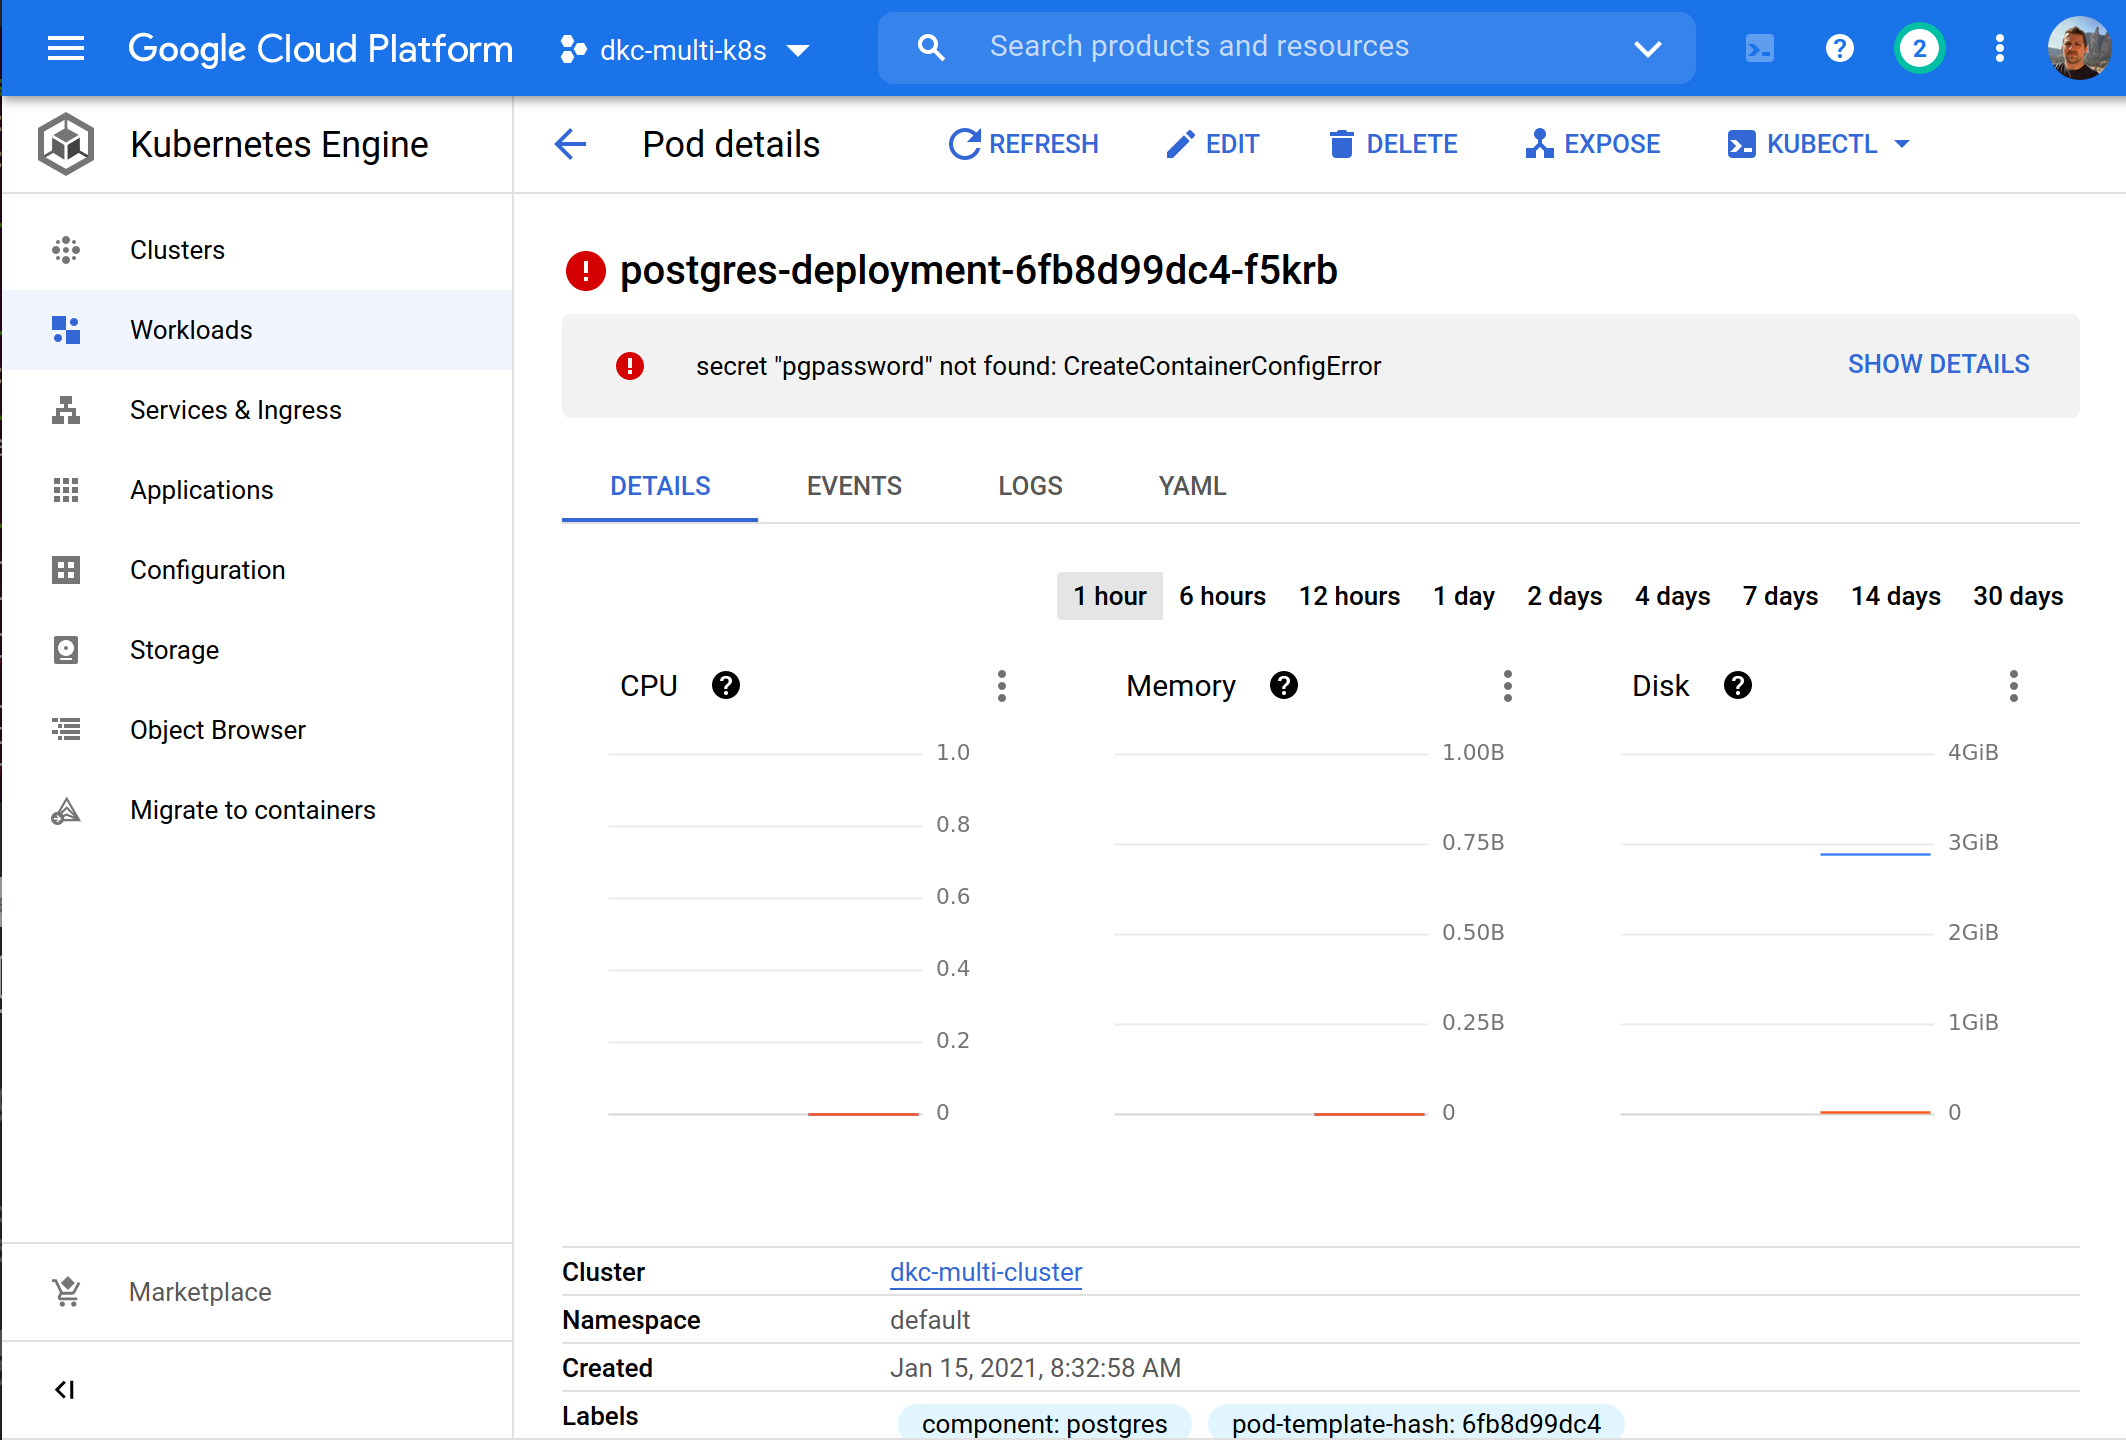 Google Cloud Platform
dkc-multi-k8s
Search products and resources
2
Kubernetes Engine
Pod details
REFRESH
EDIT
DELETE
EXPOSE
KUBECTL
Clusters
Workloads
Services & Ingress
Applications
Configuration
Storage
Object Browser
Migrate to containers
Marketplace
postgres-deployment-6fb8d99dc4-f5krb
secret "pgpassword" not found: CreateContainerConfigError
SHOW DETAILS
DETAILS
EVENTS
LOGS
YAML
1 hour
6 hours
12 hours
1 day
2 days
4 days
7 days
14 days
30 days
CPU
1.0
0.8
0.6
0.4
0.2
0
Memory
1.00B
0.75B
0.50B
0.25B
0
Disk
4GiB
3GiB
2GiB
1GiB
0
Cluster
dkc-multi-cluster
Namespace
default
Created
Jan 15, 2021, 8:32:58 AM
Labels
component: postgres
pod-template-hash: 6fb8d99dc4